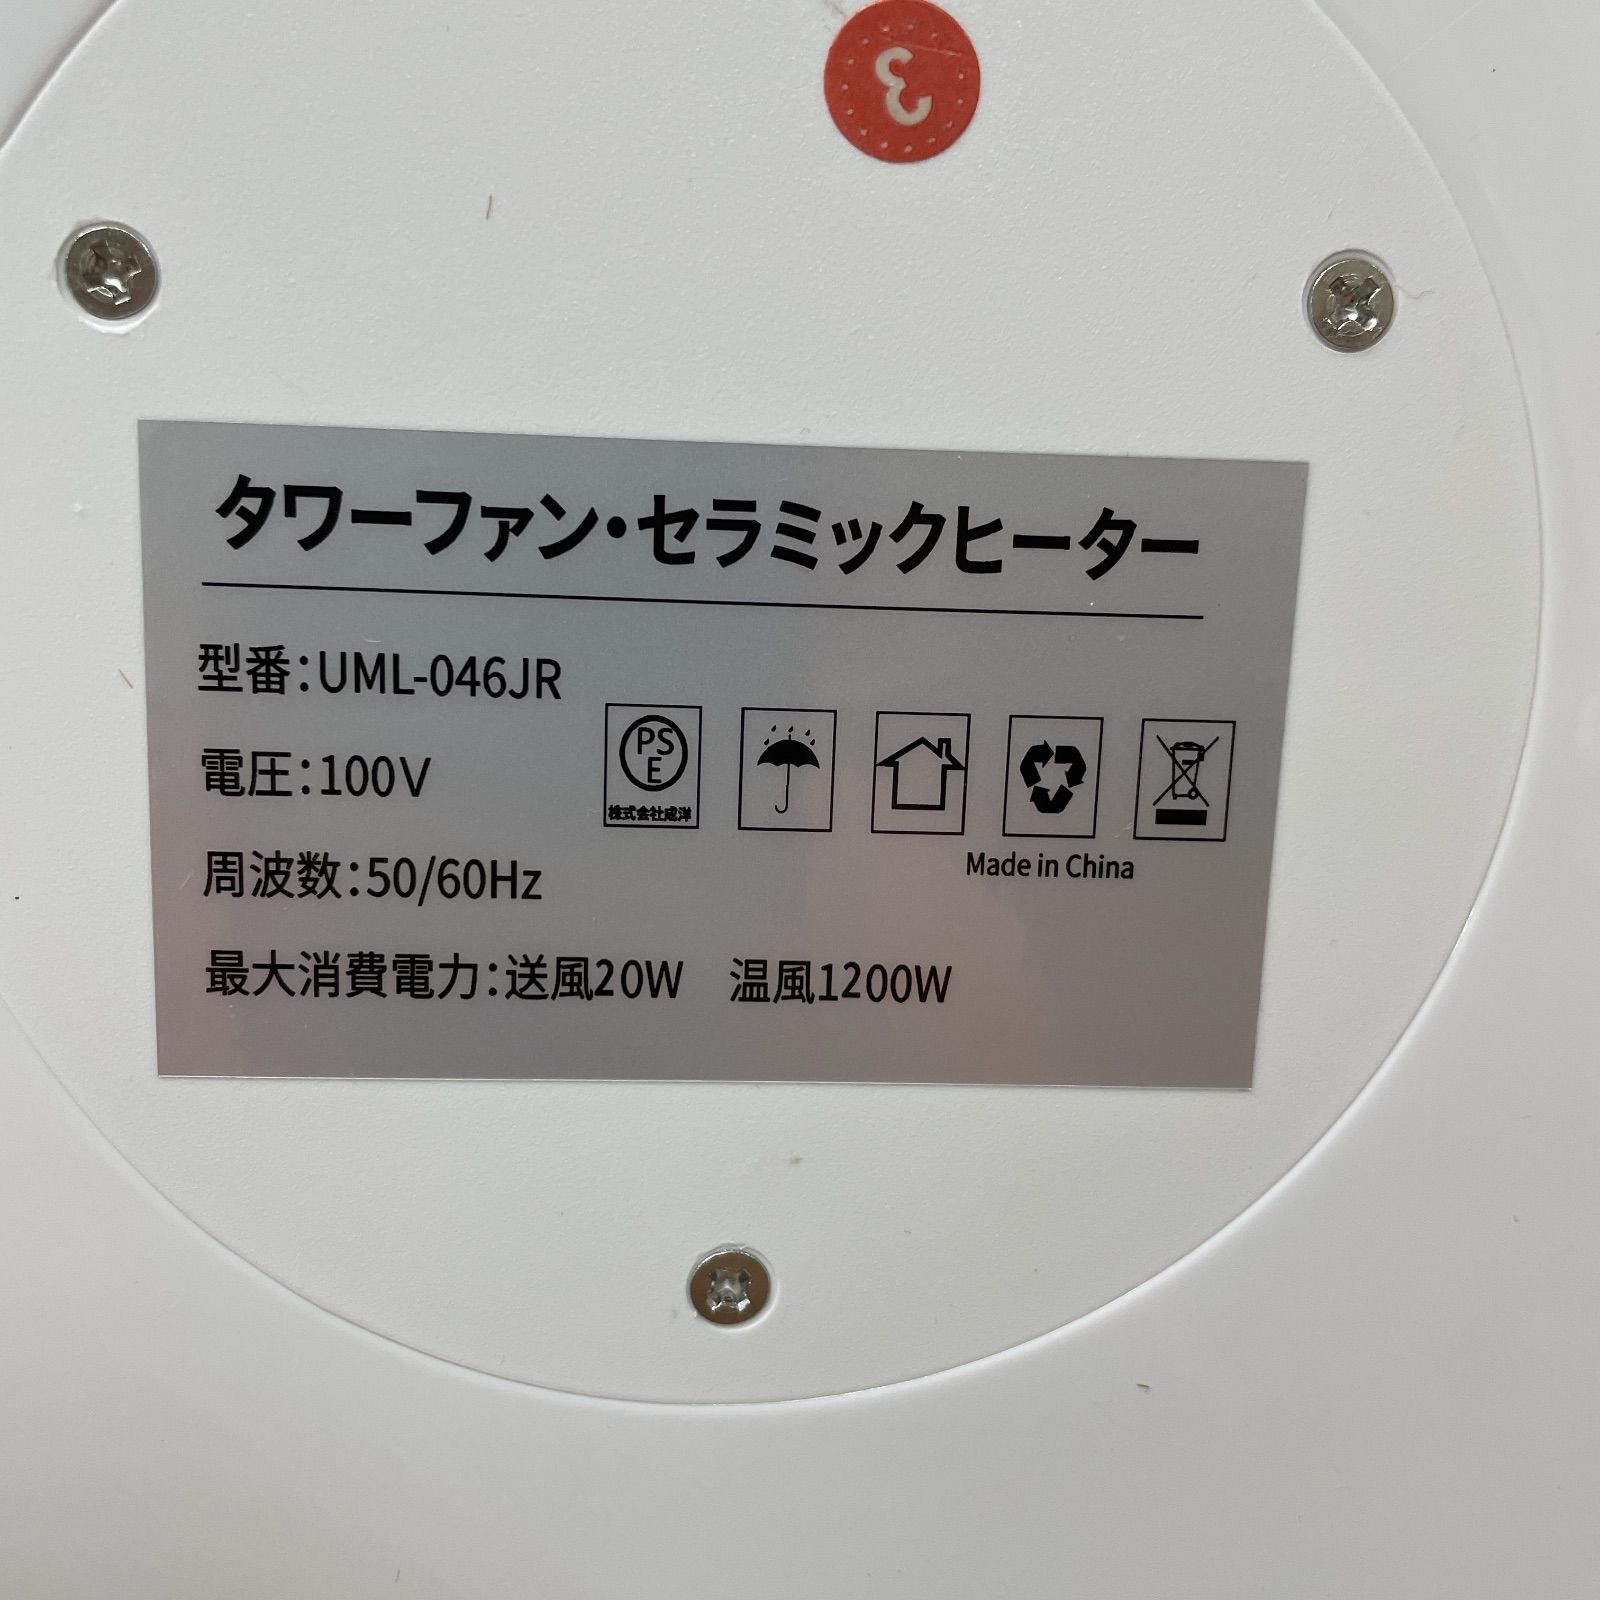 3
タワーファン・セラミックヒーター
型番：UML-046JR
電圧：100V
PS
E
株式会社成洋
周波数：50/60Hz
Made in China
最大消費電力：送風20W 温風1200W